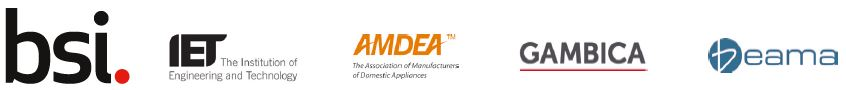 bsi.
IET The Institution of
Engineering and Technology
AMDEA™
The Association of Manufacturers
of Domestic Appliances
GAMBICA
beama